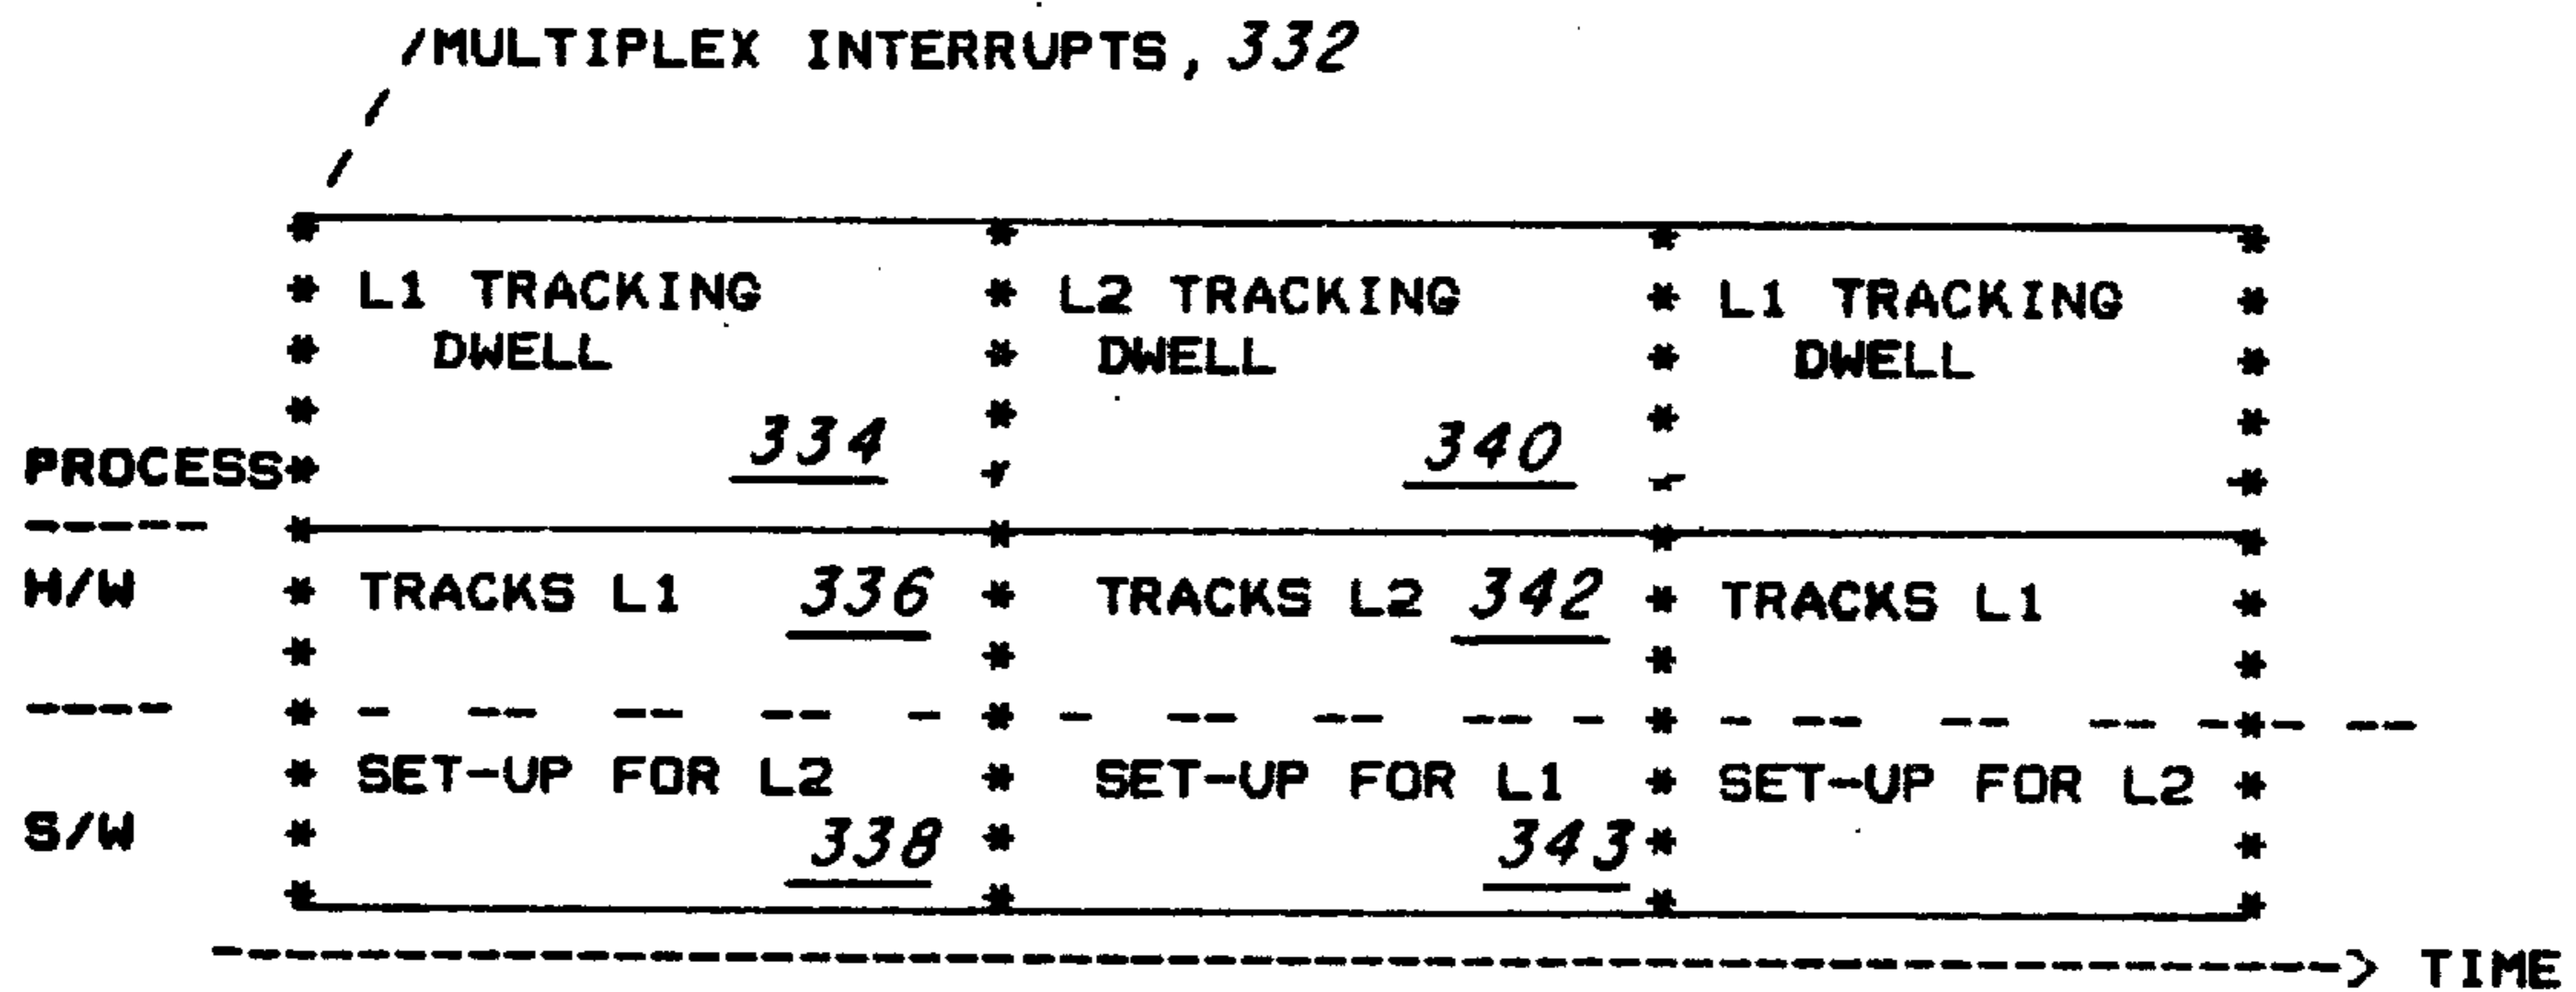 /MULTIPLEX INTERRUPTS, 332
L1 TRACKING DWELL 334
L2 TRACKING DWELL 340
L1 TRACKING DWELL
PROCESS
H/W
TRACKS L1 336
TRACKS L2 342
TRACKS L1
S/W
SET-UP FOR L2 338
SET-UP FOR L1 343
SET-UP FOR L2
TIME